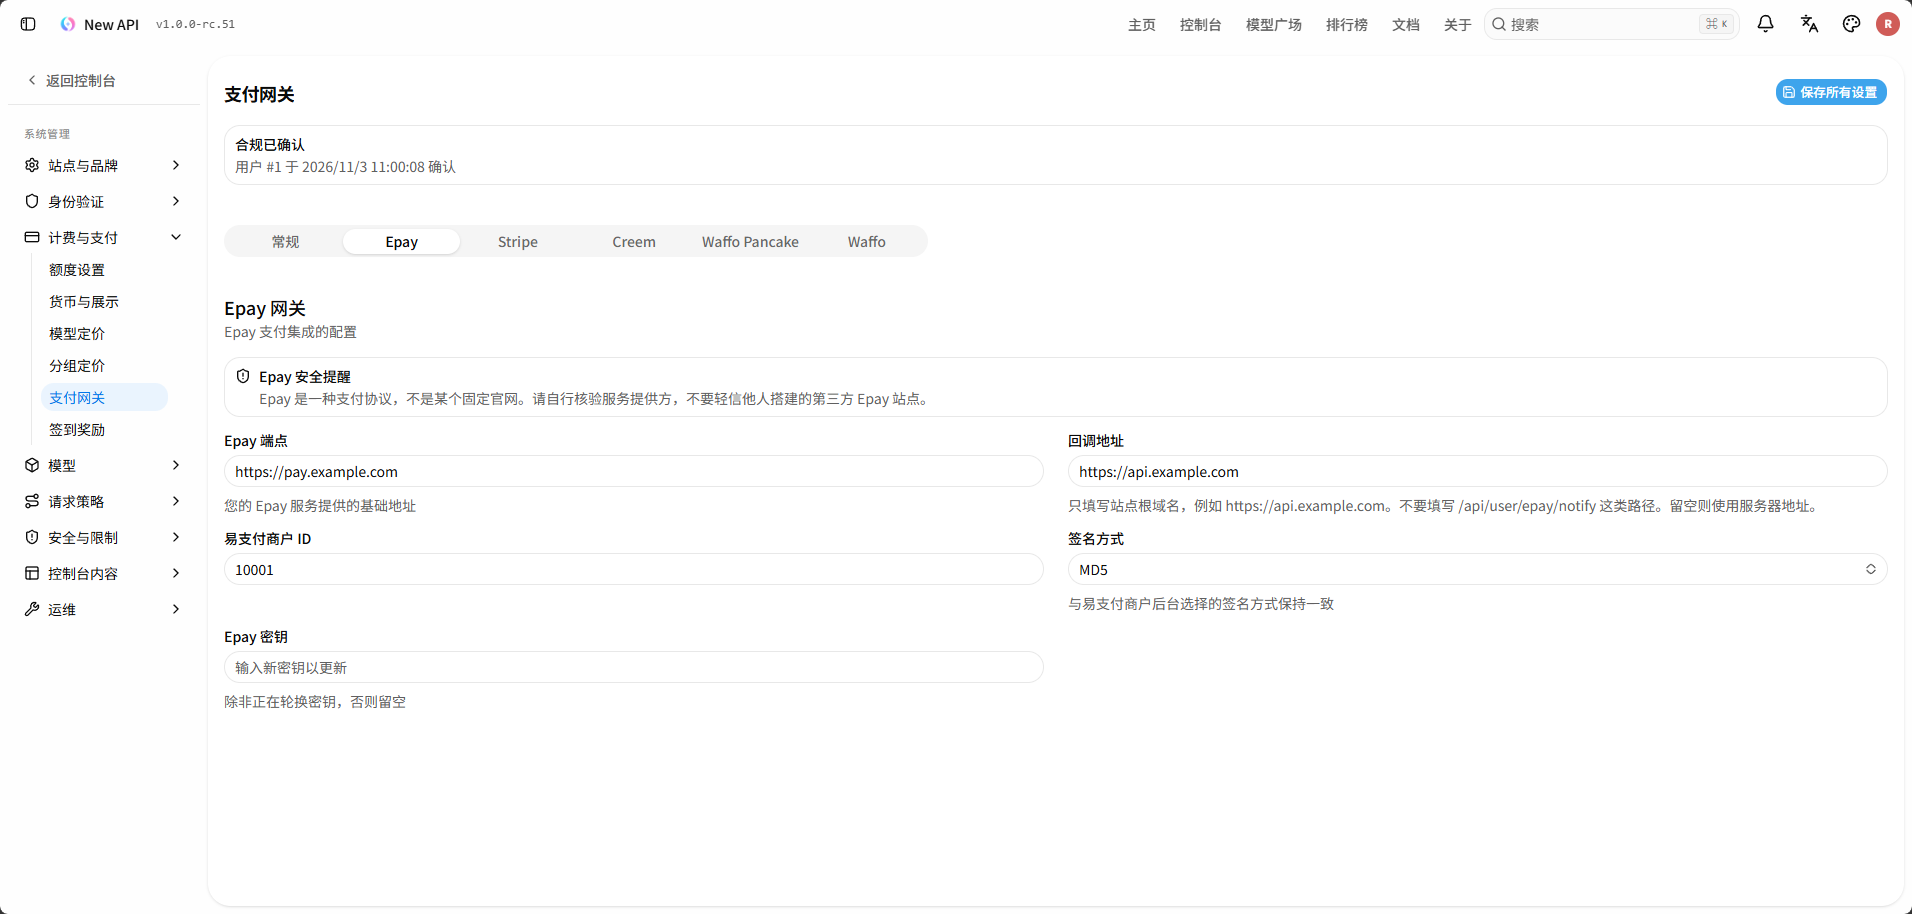 New API v1.0.0-rc.51
主页 控制台 模型广场 排行榜 文档 关于 搜索 ⌘ K R
返回控制台
系统管理
站点与品牌
身份验证
计费与支付
额度设置
货币与展示
模型定价
分组定价
支付网关
签到奖励
模型
请求策略
安全与限制
控制台内容
运维
支付网关
保存所有设置
合规已确认
用户 #1 于 2026/11/3 11:00:08 确认
常规 Epay Stripe Creem Waffo Pancake Waffo
Epay 网关
Epay 支付集成的配置
Epay 安全提醒
Epay 是一种支付协议，不是某个固定官网。请自行核验服务提供方，不要轻信他人搭建的第三方 Epay 站点。
Epay 端点
https://pay.example.com
您的 Epay 服务提供的基础地址
回调地址
https://api.example.com
只填写站点根域名，例如 https://api.example.com。不要填写 /api/user/epay/notify 这类路径。留空则使用服务器地址。
易支付商户 ID
10001
签名方式
MD5
与易支付商户后台选择的签名方式保持一致
Epay 密钥
输入新密钥以更新
除非正在轮换密钥，否则留空